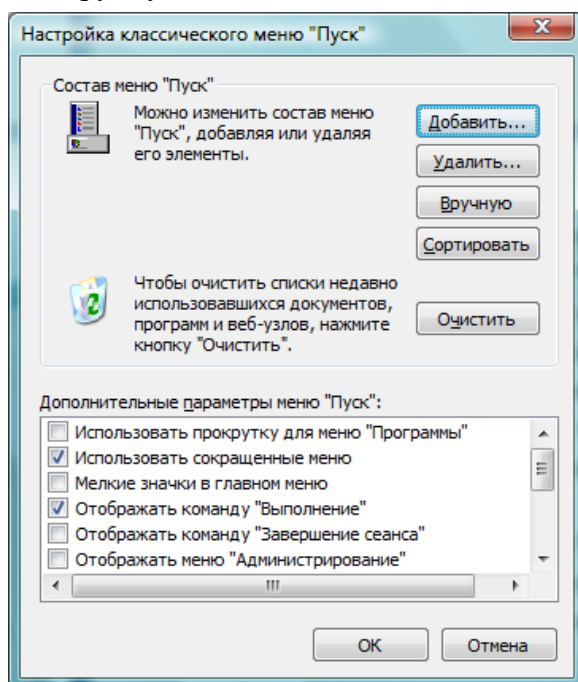 Настройка классического меню "Пуск"
Состав меню "Пуск"
Можно изменить состав меню
"Пуск", добавляя или удаляя
его элементы.
Добавить...
Удалить...
Вручную
Сортировать
Чтобы очистить списки недавно
использовавшихся документов,
программ и веб-узлов, нажмите
кнопку "Очистить".
Очистить
Дополнительные параметры меню "Пуск":
Использовать прокрутку для меню "Программы"
Использовать сокращенные меню
Мелкие значки в главном меню
Отображать команду "Выполнение"
Отображать команду "Завершение сеанса"
Отображать меню "Администрирование"
ОК
Отмена